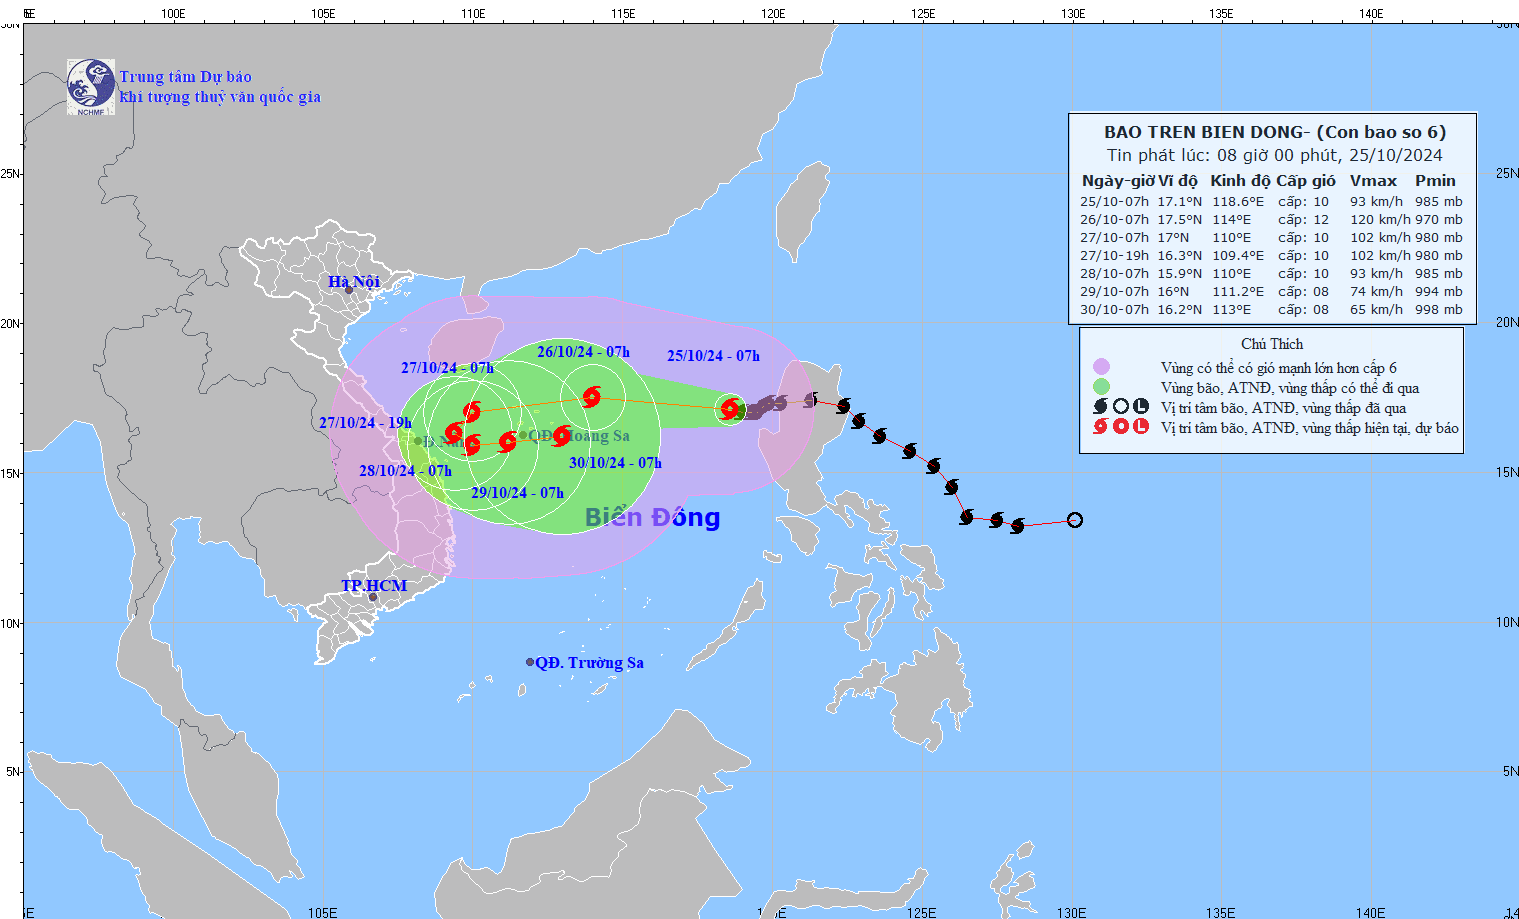 E 100E 105E 110E 115E 120E 125E 130E 135E 140E
30N
Trung tâm Dự báo
khí tượng thuỷ văn quốc gia
NCHMF
BAO TREN BIEN DONG- (Con bao so 6)
Tin phát lúc: 08 giờ 00 phút, 25/10/2024
Ngày-giờ Vĩ độ Kinh độ Cấp gió Vmax Pmin
25/10-07h 17.1°N 118.6°E cấp: 10 93 km/h 985 mb
26/10-07h 17.5°N 114°E cấp: 12 120 km/h 970 mb
27/10-07h 17°N 110°E cấp: 10 102 km/h 980 mb
27/10-19h 16.3°N 109.4°E cấp: 10 102 km/h 980 mb
28/10-07h 15.9°N 110°E cấp: 10 93 km/h 985 mb
29/10-07h 16°N 111.2°E cấp: 08 74 km/h 994 mb
30/10-07h 16.2°N 113°E cấp: 08 65 km/h 998 mb
Chú Thích
Vùng có thể có gió mạnh lớn hơn cấp 6
Vùng bão, ATNĐ, vùng thấp có thể đi qua
Vị trí tâm bão, ATNĐ, vùng thấp đã qua
Vị trí tâm bão, ATNĐ, vùng thấp hiện tại, dự báo
25N 25N
Hà Nội
20N 20N
26/10/24 - 07h 25/10/24 - 07h
27/10/24 - 07h
27/10/24 - 19h
QĐ. Hoàng Sa
28/10/24 - 07h 30/10/24 - 07h
15N 15N
29/10/24 - 07h
Biển Đông
TP.HCM
10N 10N
QĐ. Trường Sa
5N 5N
105E 110E 115E 120E 125E 130E 135E 140E